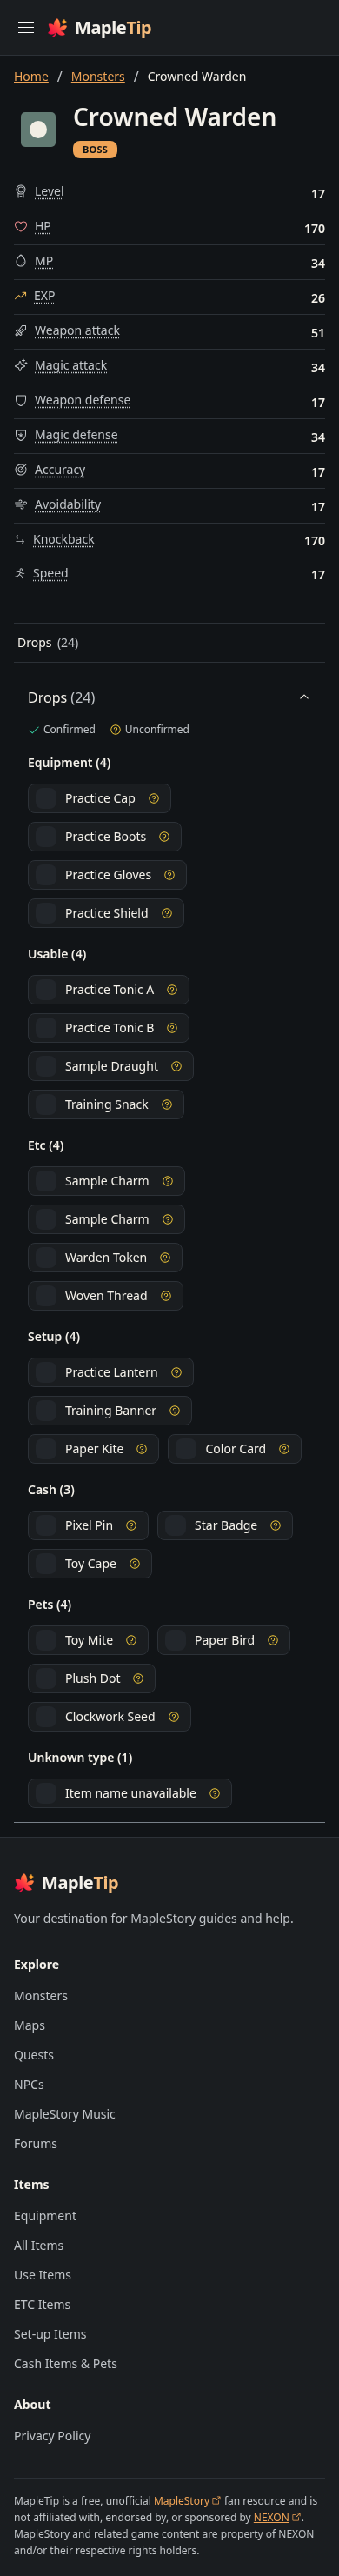 MapleTip
Home / Monsters / Crowned Warden
Crowned Warden
BOSS
Level 17
HP 170
MP 34
EXP 26
Weapon attack 51
Magic attack 34
Weapon defense 17
Magic defense 34
Accuracy 17
Avoidability 17
Knockback 170
Speed 17
Drops (24)
Drops (24)
Confirmed Unconfirmed
Equipment (4)
Practice Cap
Practice Boots
Practice Gloves
Practice Shield
Usable (4)
Practice Tonic A
Practice Tonic B
Sample Draught
Training Snack
Etc (4)
Sample Charm
Sample Charm
Warden Token
Woven Thread
Setup (4)
Practice Lantern
Training Banner
Paper Kite Color Card
Cash (3)
Pixel Pin Star Badge
Toy Cape
Pets (4)
Toy Mite Paper Bird
Plush Dot
Clockwork Seed
Unknown type (1)
Item name unavailable
MapleTip
Your destination for MapleStory guides and help.
Explore
Monsters
Maps
Quests
NPCs
MapleStory Music
Forums
Items
Equipment
All Items
Use Items
ETC Items
Set-up Items
Cash Items & Pets
About
Privacy Policy
MapleTip is a free, unofficial MapleStory fan resource and is
not affiliated with, endorsed by, or sponsored by NEXON.
MapleStory and related game content are property of NEXON
and/or their respective rights holders.